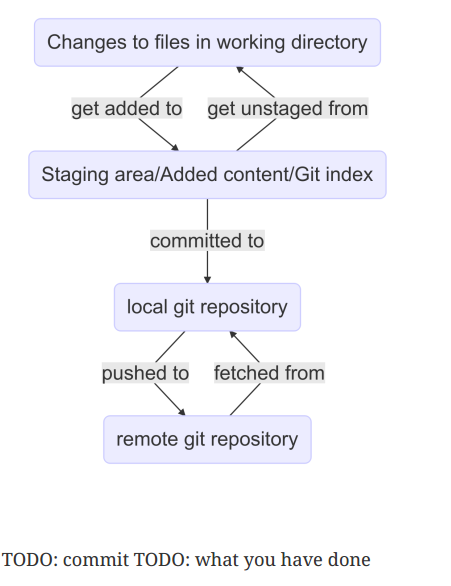 Changes to files in working directory
get added to
get unstaged from
Staging area/Added content/Git index
committed to
local git repository
pushed to
fetched from
remote git repository
TODO: commit TODO: what you have done